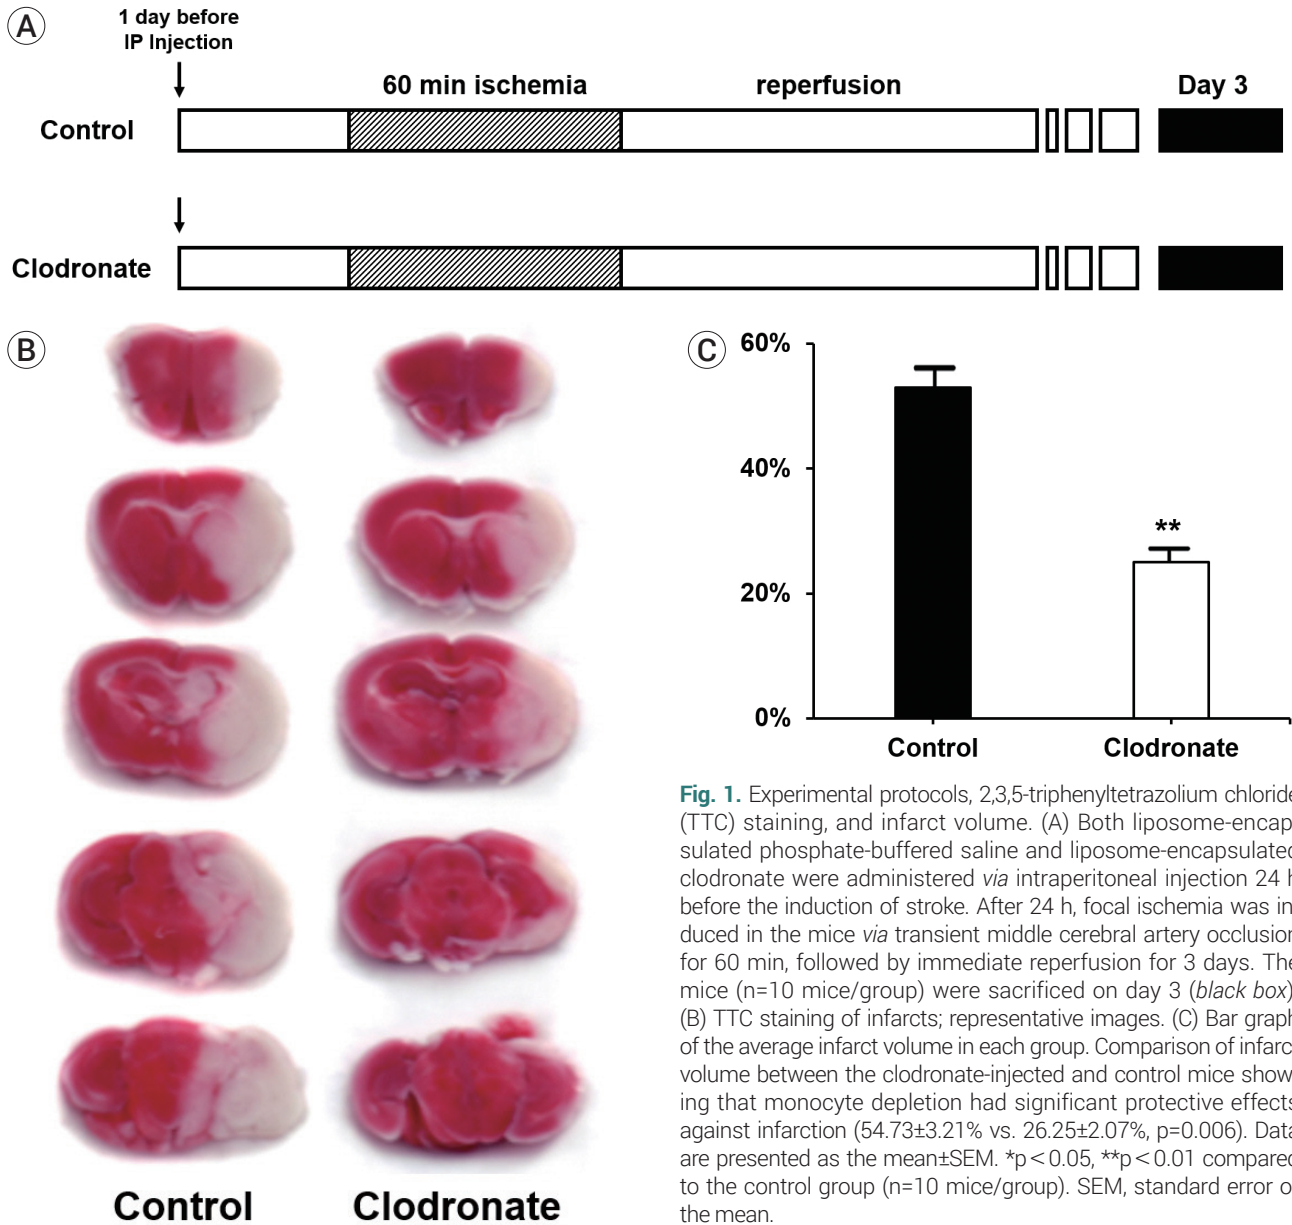 A
1 day before
IP Injection
60 min ischemia
reperfusion
Day 3
Control
Clodronate
B
Control
Clodronate
C
60%
40%
20%
0%
**
Control
Clodronate
Fig. 1. Experimental protocols, 2,3,5-triphenyltetrazolium chloride
(TTC) staining, and infarct volume. (A) Both liposome-encap
sulated phosphate-buffered saline and liposome-encapsulated
clodronate were administered via intraperitoneal injection 24 h
before the induction of stroke. After 24 h, focal ischemia was in
duced in the mice via transient middle cerebral artery occlusion
for 60 min, followed by immediate reperfusion for 3 days. The
mice (n=10 mice/group) were sacrificed on day 3 (black box)
(B) TTC staining of infarcts; representative images. (C) Bar graph
of the average infarct volume in each group. Comparison of infarc
volume between the clodronate-injected and control mice show
ing that monocyte depletion had significant protective effects
against infarction (54.73±3.21% vs. 26.25±2.07%, p=0.006). Data
are presented as the mean±SEM. *p<0.05, **p<0.01 compared
to the control group (n=10 mice/group). SEM, standard error o
the mean.